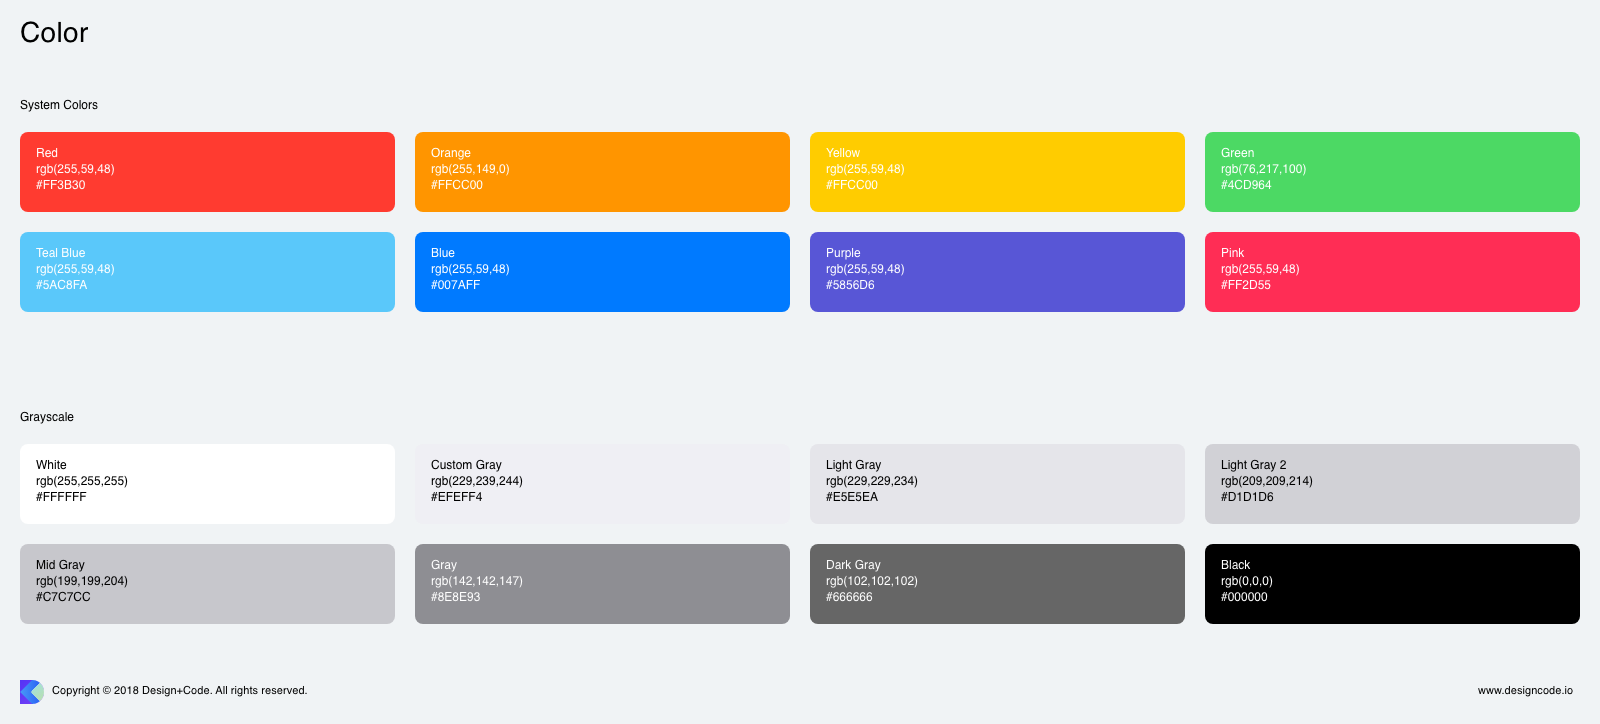 Color
System Colors
Red
rgb(255,59,48)
#FF3B30
Orange
rgb(255,149,0)
#FFCC00
Yellow
rgb(255,59,48)
#FFCC00
Green
rgb(76,217,100)
#4CD964
Teal Blue
rgb(255,59,48)
#5AC8FA
Blue
rgb(255,59,48)
#007AFF
Purple
rgb(255,59,48)
#5856D6
Pink
rgb(255,59,48)
#FF2D55
Grayscale
White
rgb(255,255,255)
#FFFFFF
Custom Gray
rgb(229,239,244)
#EFEFF4
Light Gray
rgb(229,229,234)
#E5E5EA
Light Gray 2
rgb(209,209,214)
#D1D1D6
Mid Gray
rgb(199,199,204)
#C7C7CC
Gray
rgb(142,142,147)
#8E8E93
Dark Gray
rgb(102,102,102)
#666666
Black
rgb(0,0,0)
#000000
Copyright © 2018 Design+Code. All rights reserved.
www.designcode.io